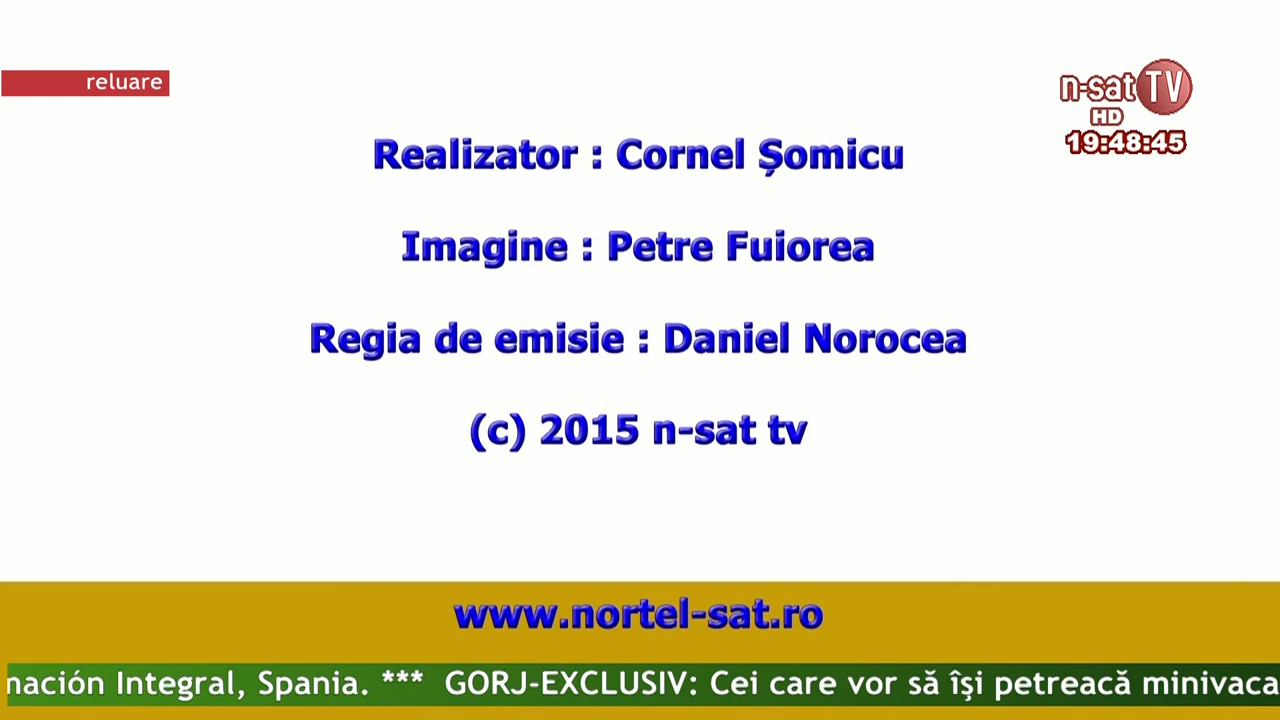 reluare
n-sat TV
HD
19:48:45
Realizator : Cornel Șomicu
Imagine : Petre Fuiorea
Regia de emisie : Daniel Norocea
(c) 2015 n-sat tv
www.nortel-sat.ro
nación Integral, Spania. *** GORJ-EXCLUSIV: Cei care vor să îşi petreacă minivaca